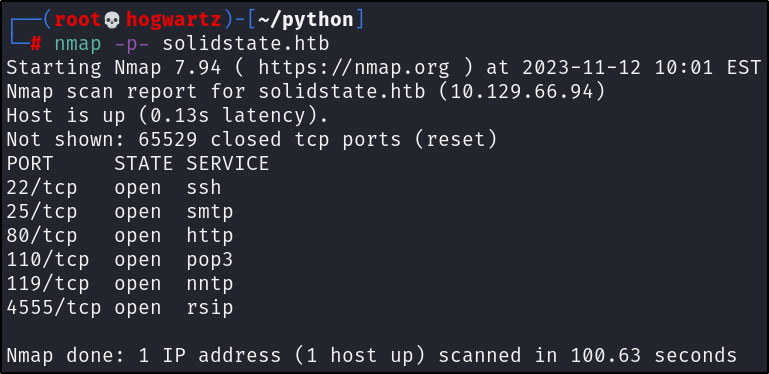 ┌──(root💀hogwartz)-[~/python]
└─# nmap -p- solidstate.htb
Starting Nmap 7.94 ( https://nmap.org ) at 2023-11-12 10:01 EST
Nmap scan report for solidstate.htb (10.129.66.94)
Host is up (0.13s latency).
Not shown: 65529 closed tcp ports (reset)
PORT     STATE SERVICE
22/tcp   open  ssh
25/tcp   open  smtp
80/tcp   open  http
110/tcp  open  pop3
119/tcp  open  nntp
4555/tcp open  rsip
Nmap done: 1 IP address (1 host up) scanned in 100.63 seconds